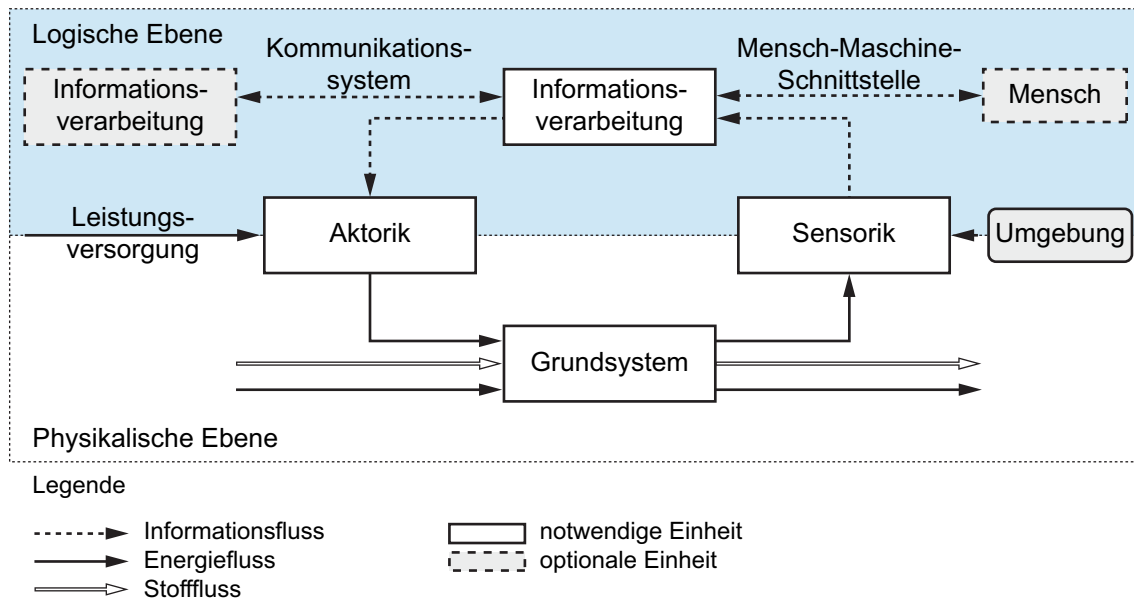 Logische Ebene
Kommunikations-
system
Mensch-Maschine-
Schnittstelle
Informations-
verarbeitung
Informations-
verarbeitung
Mensch
Leistungs-
versorgung
Aktorik
Sensorik
Umgebung
Grundsystem
Physikalische Ebene
Legende
Informationsfluss
notwendige Einheit
Energiefluss
optionale Einheit
Stofffluss